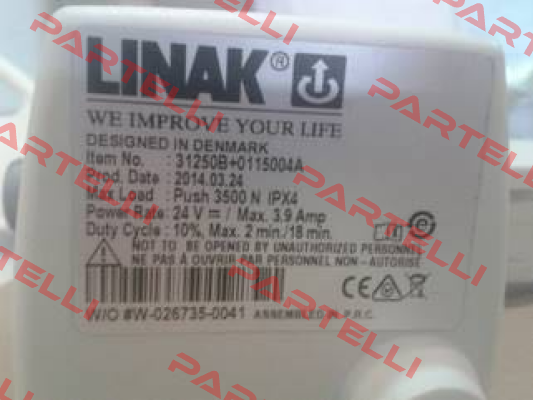 LINAK®
WE IMPROVE YOUR LIFE
DESIGNED IN DENMARK
Item No. : 31250B+0115004A
Prod. Date : 2014.03.24
Max Load : Push 3500 N IPX4
Power Rate : 24 V ⎓ / Max. 3.9 Amp
Duty Cycle : 10%, Max. 2 min./18 min.
NOT TO BE OPENED BY UNAUTHORIZED PERSONNEL
NE PAS A OUVRIR PAR PERSONNEL NON - AUTORISE
CE
W/O #W-026735-0041 ASSEMBLED IN P.R.C.
PARTELLI
PARTELLI
PARTELLI
PARTELLI
PARTELLI